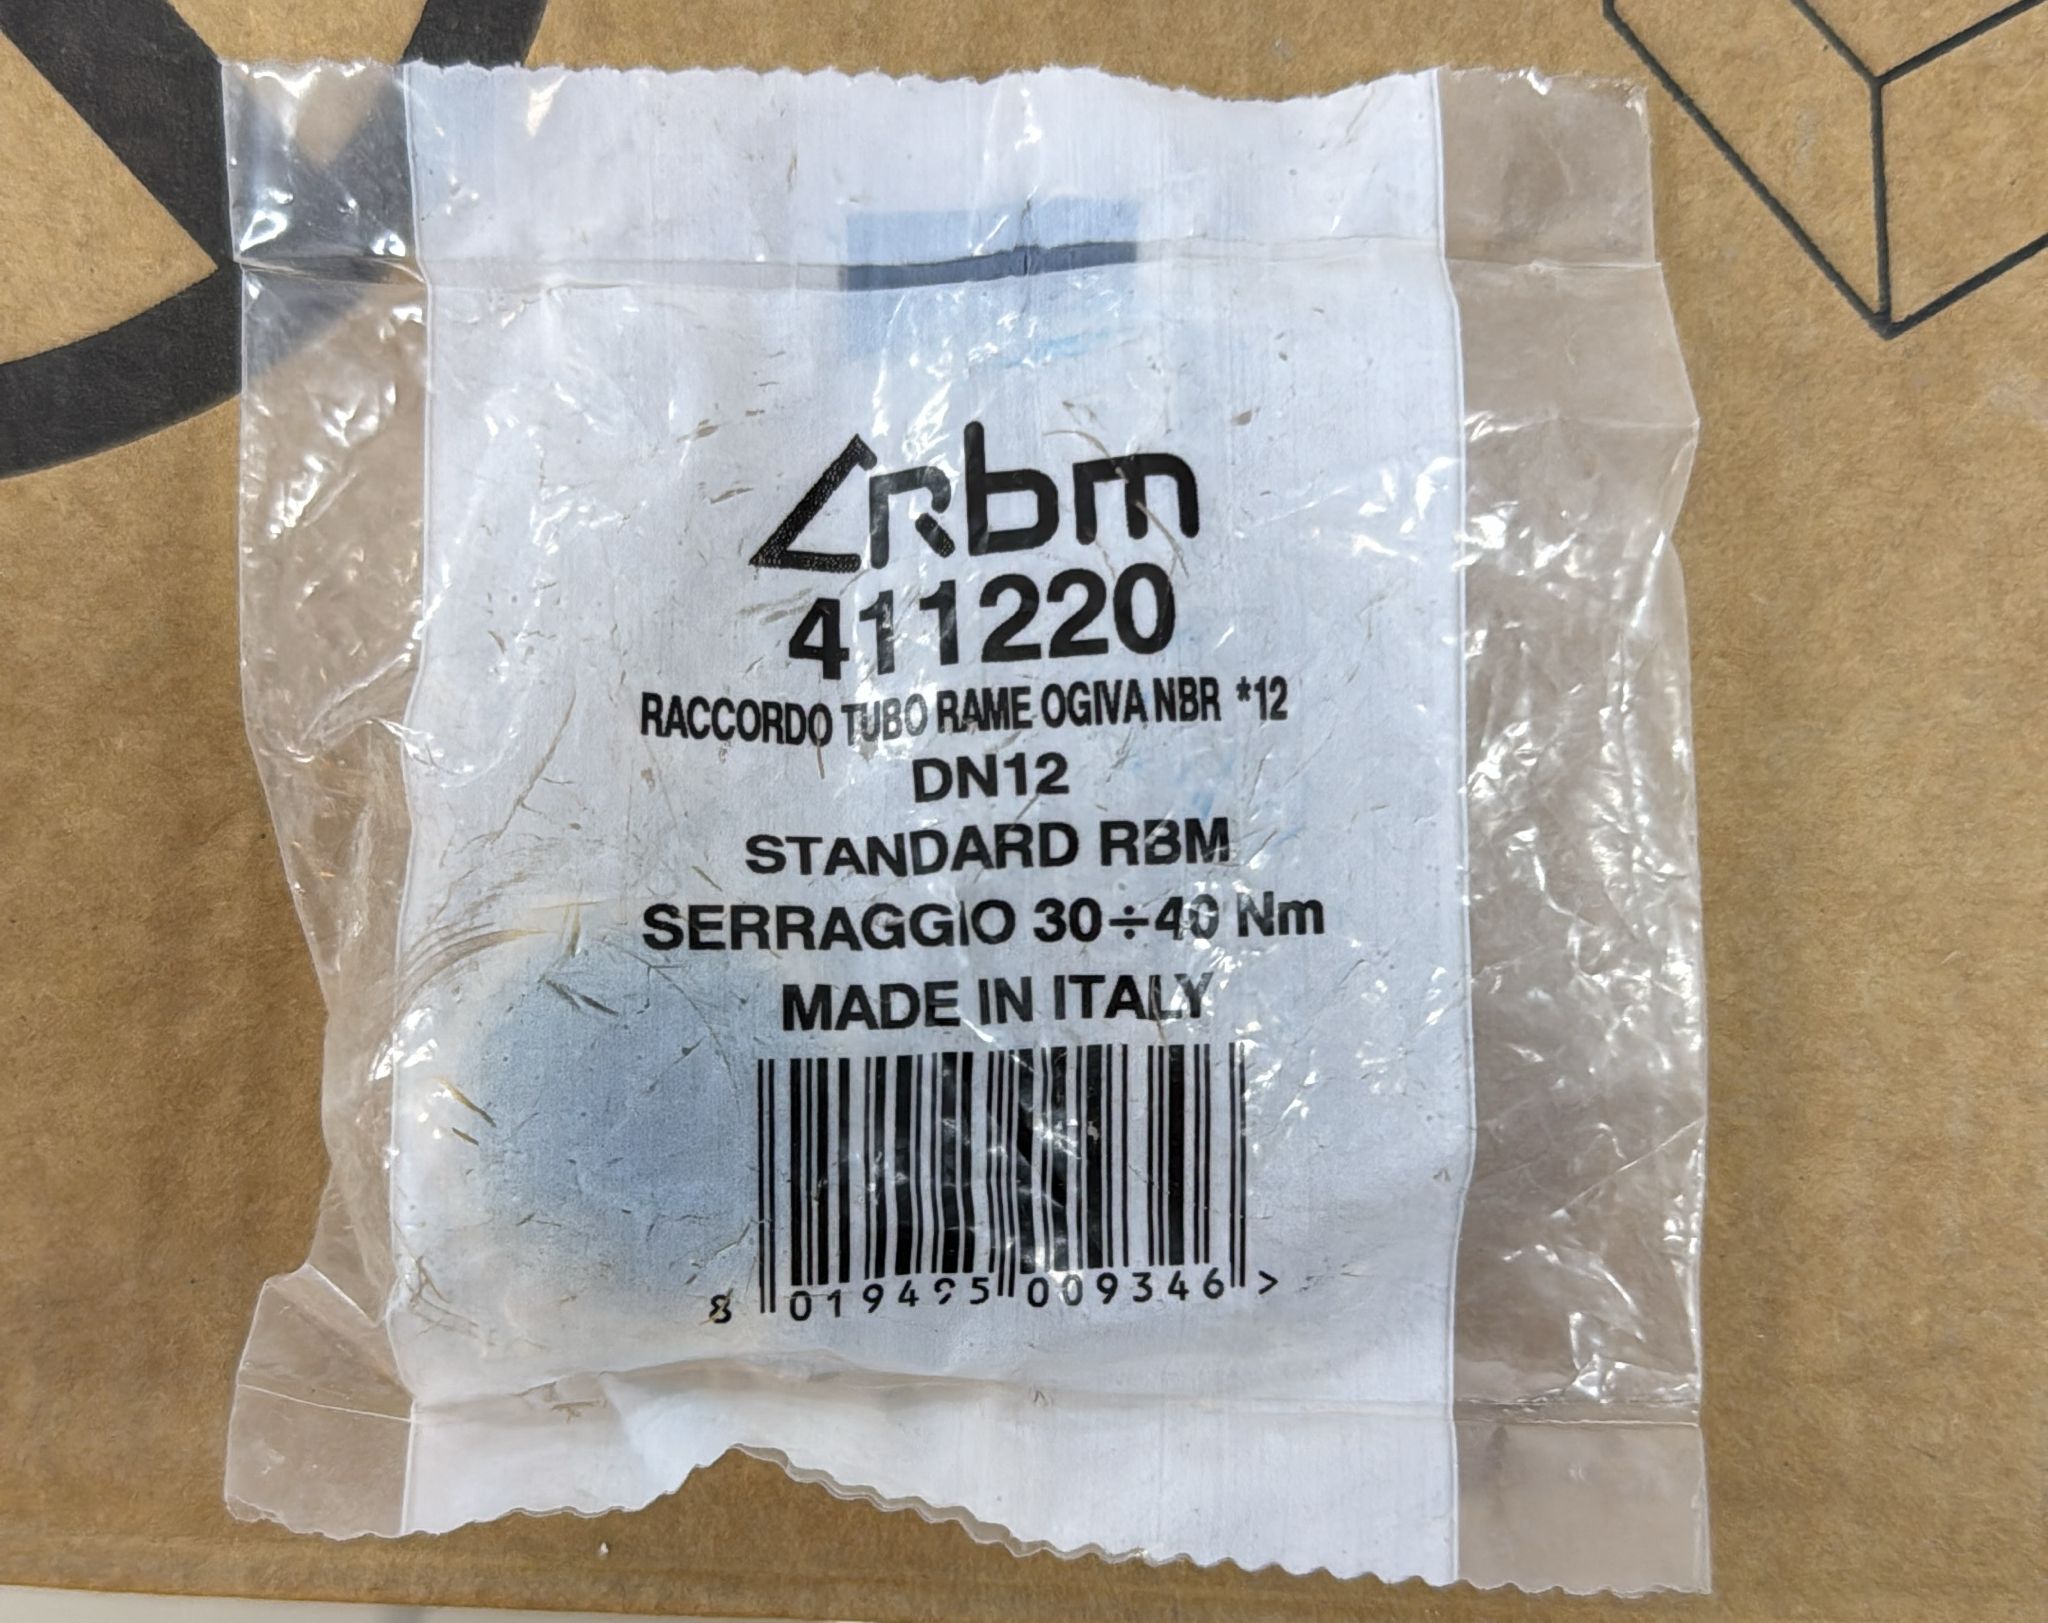 rbm
411220
RACCORDO TUBO RAME OGIVA NBR *12
DN12
STANDARD RBM
SERRAGGIO 30÷40 Nm
MADE IN ITALY
8 019495 009346 >